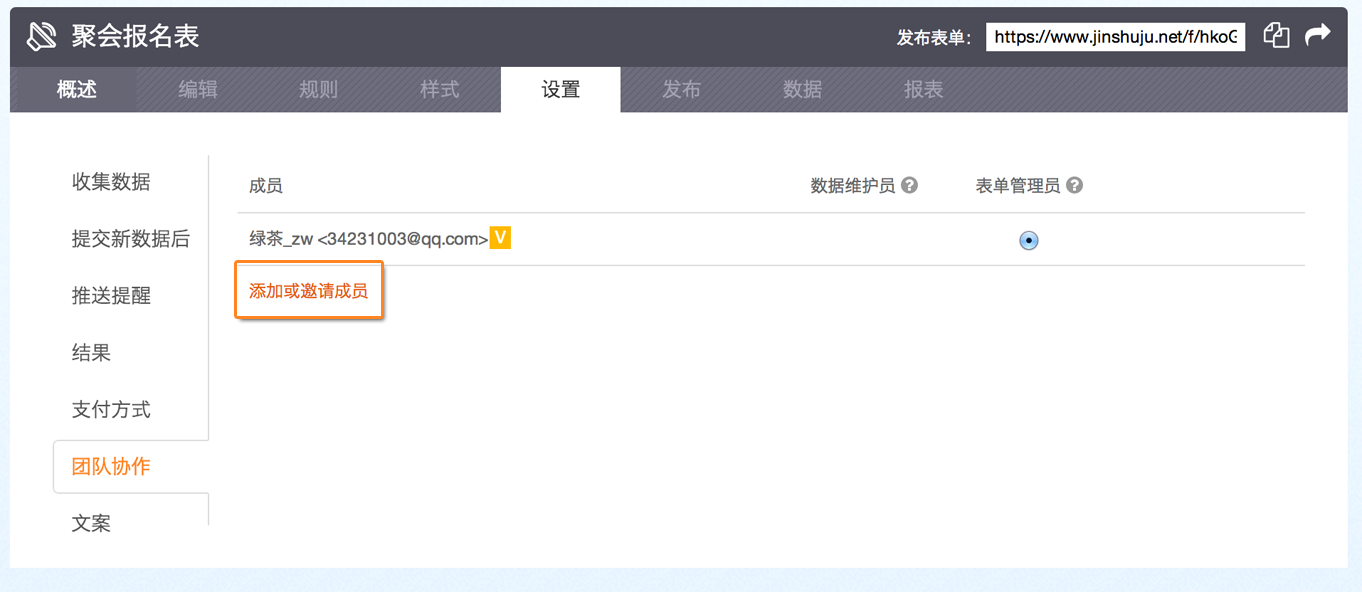 聚会报名表
发布表单： https://www.jinshuju.net/f/hkoG
概述 编辑 规则 样式 设置 发布 数据 报表
收集数据
提交新数据后
推送提醒
结果
支付方式
团队协作
文案
成员 数据维护员 ? 表单管理员 ?
绿茶_zw <34231003@qq.com> V
添加或邀请成员